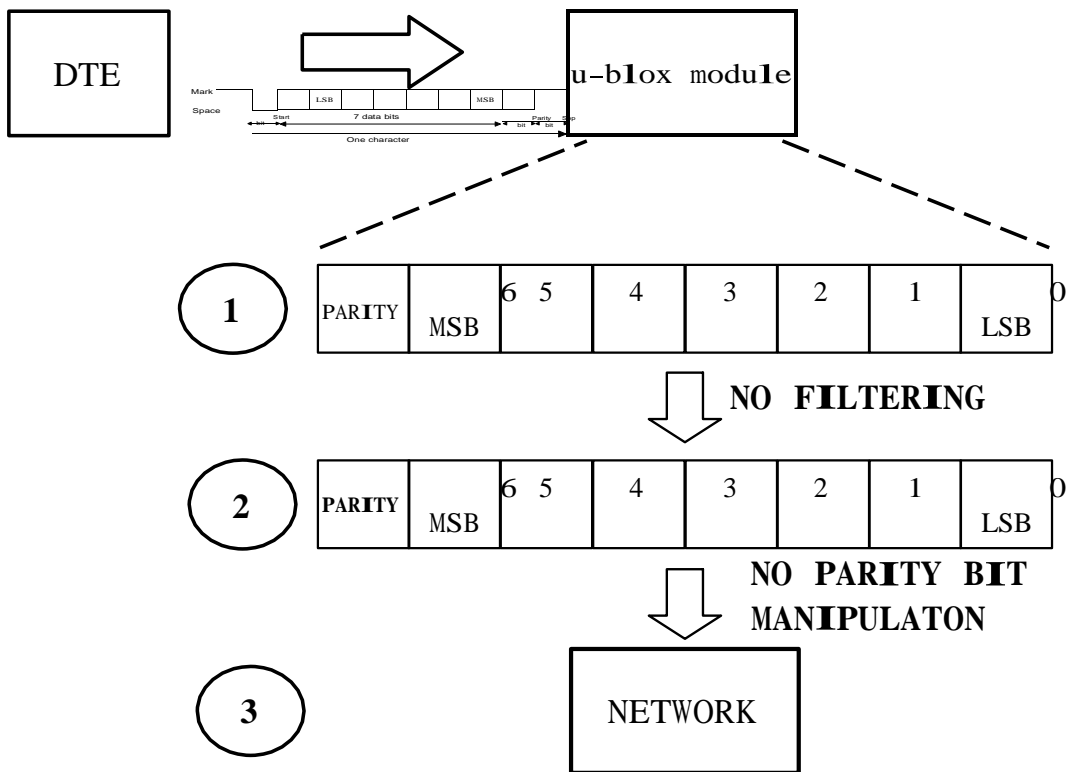 DTE
u-blox module
Mark
Space
LSB
MSB
Start
bit
7 data bits
bit
Parity
bit
Stop
One character
1
PARITY
MSB
6 5 4 3 2 1 0
LSB
NO FILTERING
2
PARITY
MSB
6 5 4 3 2 1 0
LSB
NO PARITY BIT
MANIPULATON
3
NETWORK